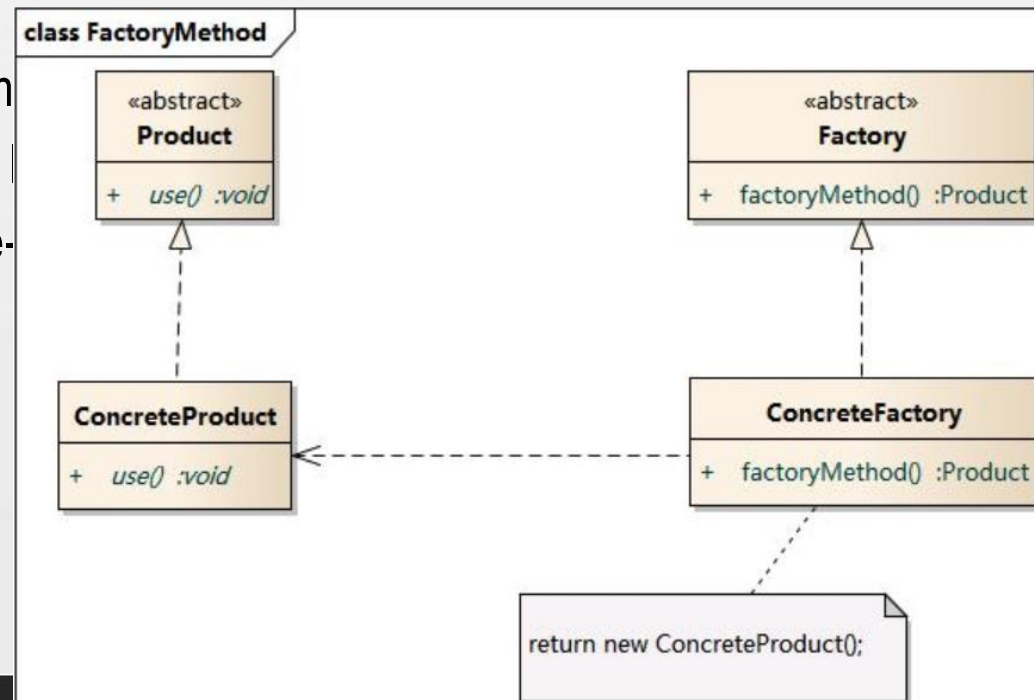 class FactoryMethod
«abstract»
Product
+ use() :void
«abstract»
Factory
+ factoryMethod() :Product
ConcreteProduct
+ use() :void
ConcreteFactory
+ factoryMethod() :Product
return new ConcreteProduct();